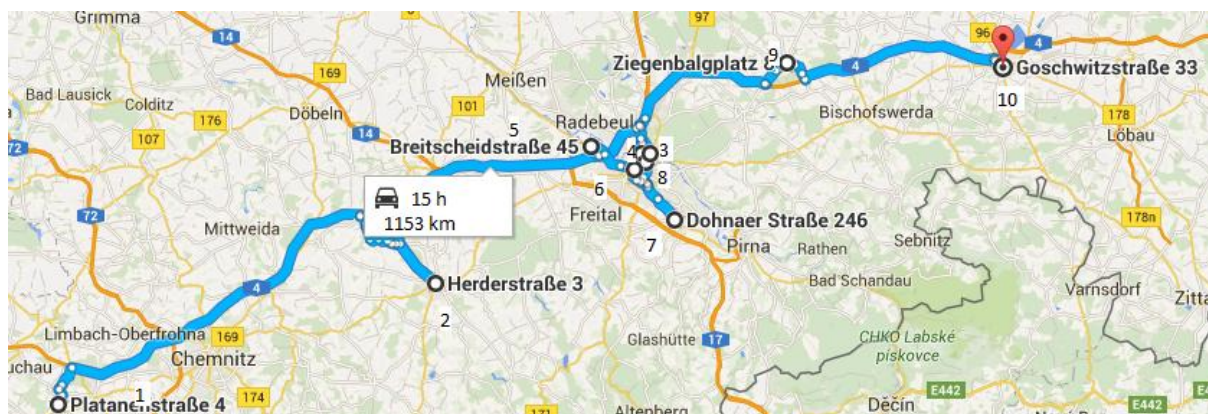 Grimma
14
97
96
4
Ziegenbalgplatz
9
Goschwitzstraße 33
Meißen
169
Bad Lausick
Colditz
176
Döbeln
101
4
10
Bischofswerda
5
Radebeul
107
Löbau
72
14
Breitscheidstraße 45
4
3
8
15 h
1153 km
6
Freital
Dohnaer Straße 246
178n
72
Mittweida
7
Pirna
Rathen
Sebnitz
Bad Schandau
Herderstraße 3
Varnsdorf
4
2
Zitta
Limbach-Oberfrohna
169
Glashütte
17
CHKO Labské
pískovce
uchau
Chemnitz
1
174
Platanenstraße 4
171
Altenberg
Děčín
E442
E442